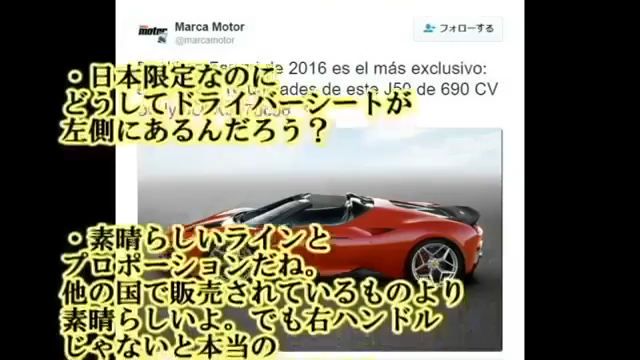 motor
Marca Motor
@marcamotor
フォローする
de 2016 es el más exclusivo:
de este J50 de 690 CV
・日本限定なのに
どうしてドライバーシートが
左側にあるんだろう？
・素晴らしいラインと
プロポーションだね。
他の国で販売されているものより
素晴らしいよ。でも右ハンドル
じゃないと本当の